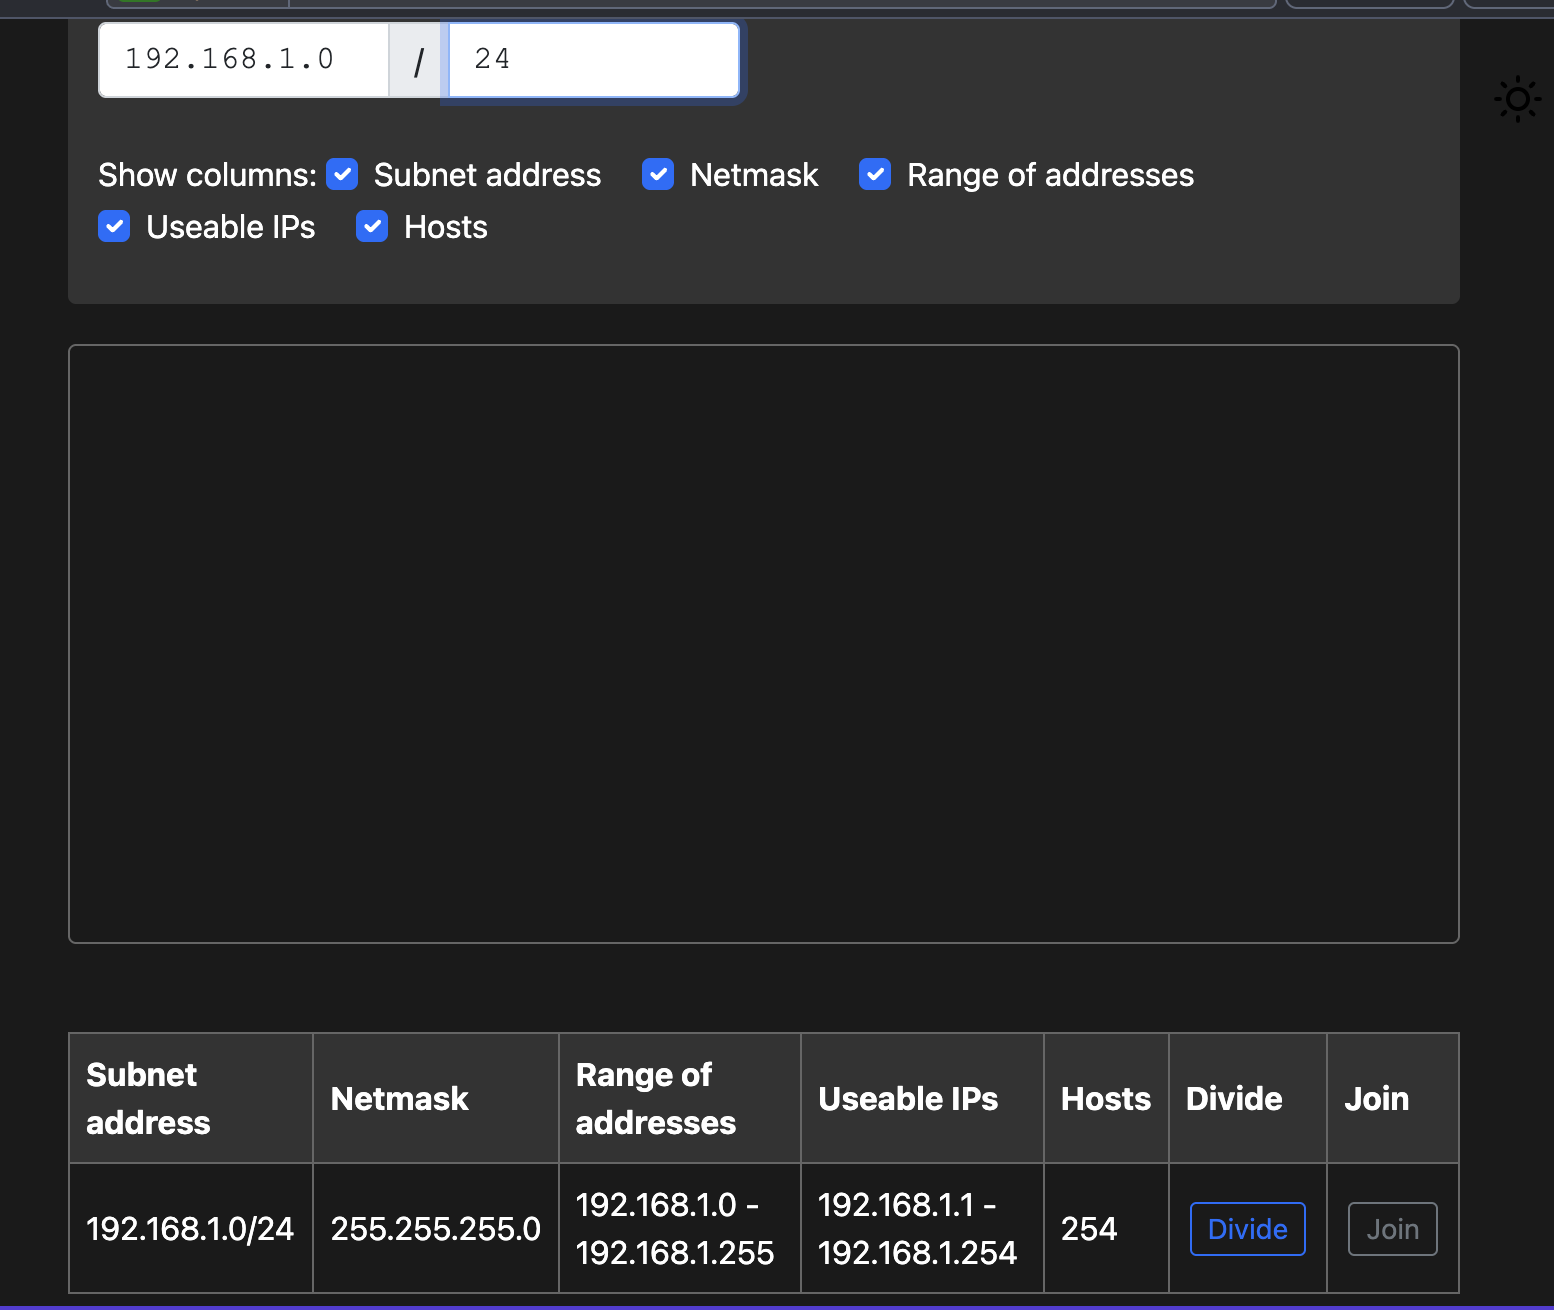 192.168.1.0 / 24
Show columns: Subnet address Netmask Range of addresses
Useable IPs Hosts
Subnet address Netmask Range of addresses Useable IPs Hosts Divide Join
192.168.1.0/24 255.255.255.0 192.168.1.0 - 192.168.1.255 192.168.1.1 - 192.168.1.254 254 Divide Join